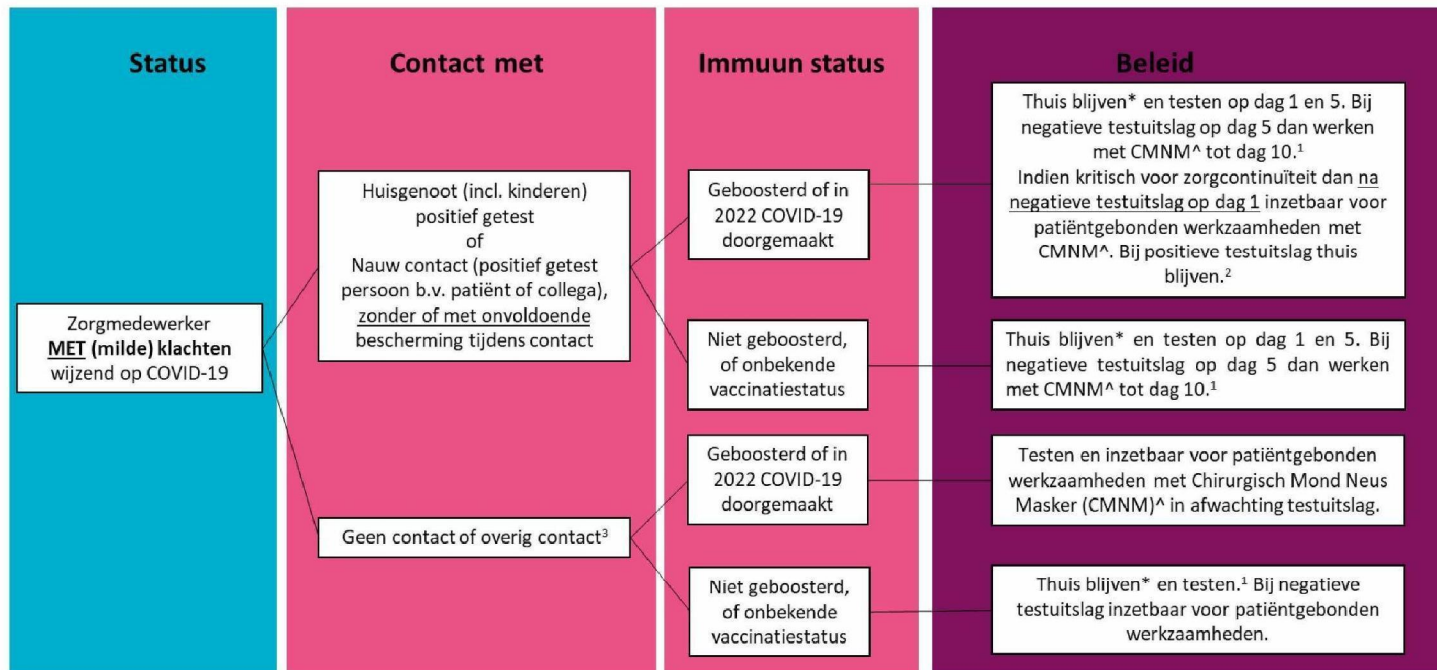 Status
Contact met
Immuun status
Beleid
Zorgmedewerker
MET (milde) klachten
wijzend op COVID-19
Huisgenoot (incl. kinderen)
positief getest
of
Nauw contact (positief getest
persoon b.v. patiënt of collega),
zonder of met onvoldoende
bescherming tijdens contact
Geen contact of overig contact³
Geboosterd of in
2022 COVID-19
doorgemaakt
Niet geboosterd,
of onbekende
vaccinatiestatus
Geboosterd of in
2022 COVID-19
doorgemaakt
Niet geboosterd,
of onbekende
vaccinatiestatus
Thuis blijven* en testen op dag 1 en 5. Bij
negatieve testuitslag op dag 5 dan werken
met CMNM^ tot dag 10.¹
Indien kritisch voor zorgcontinuïteit dan na
negatieve testuitslag op dag 1 inzetbaar voor
patiëntgebonden werkzaamheden met
CMNM^. Bij positieve testuitslag thuis
blijven.²
Thuis blijven* en testen op dag 1 en 5. Bij
negatieve testuitslag op dag 5 dan werken
met CMNM^ tot dag 10.¹
Testen en inzetbaar voor patiëntgebonden
werkzaamheden met Chirurgisch Mond Neus
Masker (CMNM)^ in afwachting testuitslag.
Thuis blijven* en testen.¹ Bij negatieve
testuitslag inzetbaar voor patiëntgebonden
werkzaamheden.